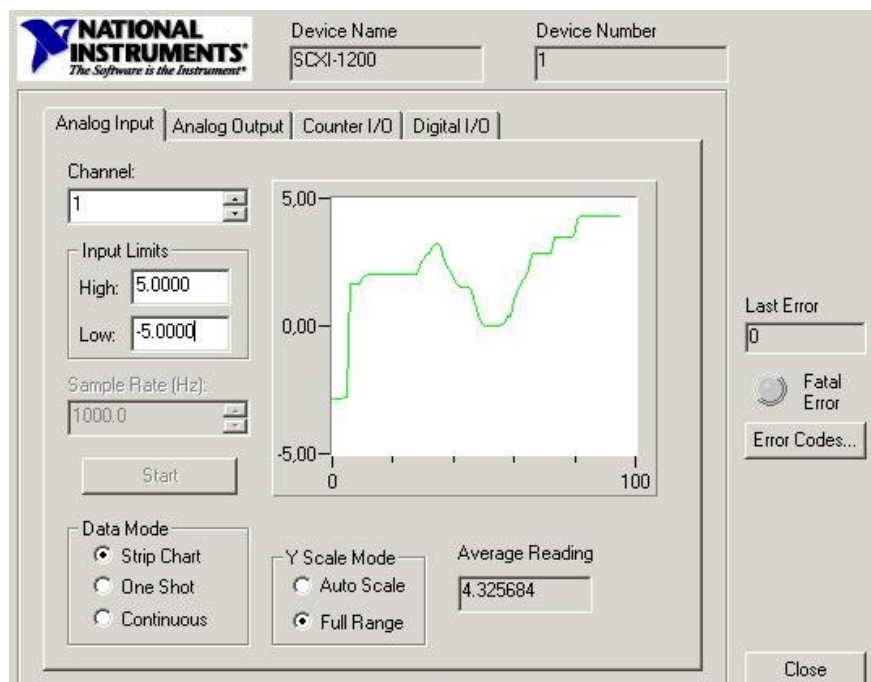 NATIONAL
INSTRUMENTS®
The Software is the Instrument®
Device Name
SCXI-1200
Device Number
1
Analog Input
Analog Output
Counter I/O
Digital I/O
Channel:
1
Input Limits
High: 5.0000
Low: -5.0000
Sample Rate (Hz):
1000.0
Start
5,00
0,00
-5,00
0
100
Data Mode
Strip Chart
One Shot
Continuous
Y Scale Mode
Auto Scale
Full Range
Average Reading
4.325684
Last Error
0
Fatal
Error
Error Codes...
Close